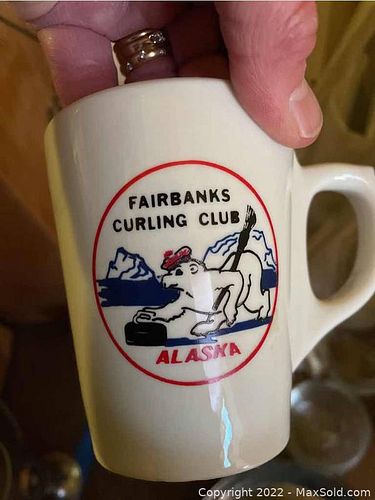 FAIRBANKS
CURLING CLUB
ALASKA
Copyright 2022 - MaxSold.com